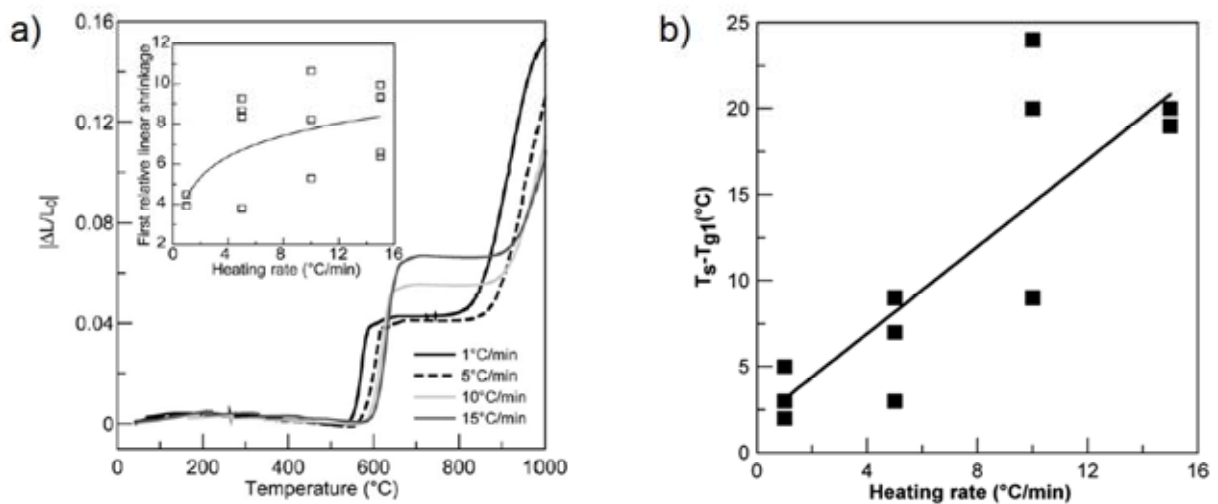 a)
0.16
0.12
0.08
0.04
0
|ΔL/L₀|
0 200 400 600 800 1000
Temperature (°C)
First relative linear shrinkage
12
10
8
6
4
2
0 4 8 12 16
Heating rate (°C/min)
1°C/min
5°C/min
10°C/min
15°C/min
b)
25
20
15
10
5
0
Ts-Tg1(°C)
0 4 8 12 16
Heating rate (°C/min)